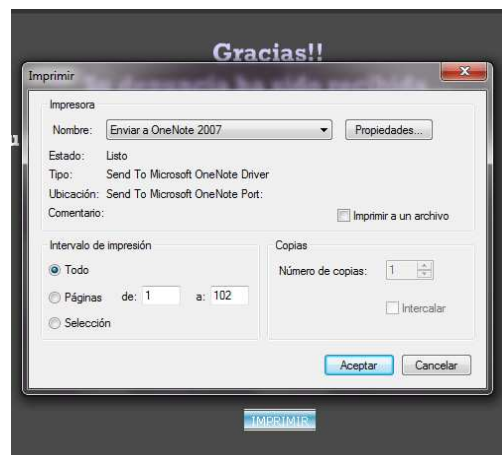 Gracias!!
Imprimir
Impresora
Nombre: Enviar a OneNote 2007 Propiedades...
Estado: Listo
Tipo: Send To Microsoft OneNote Driver
Ubicación: Send To Microsoft OneNote Port:
Comentario: Imprimir a un archivo
Intervalo de impresión Copias
Todo Número de copias: 1
Páginas de: 1 a: 102
Intercalar
Selección
Aceptar Cancelar
IMPRIMIR